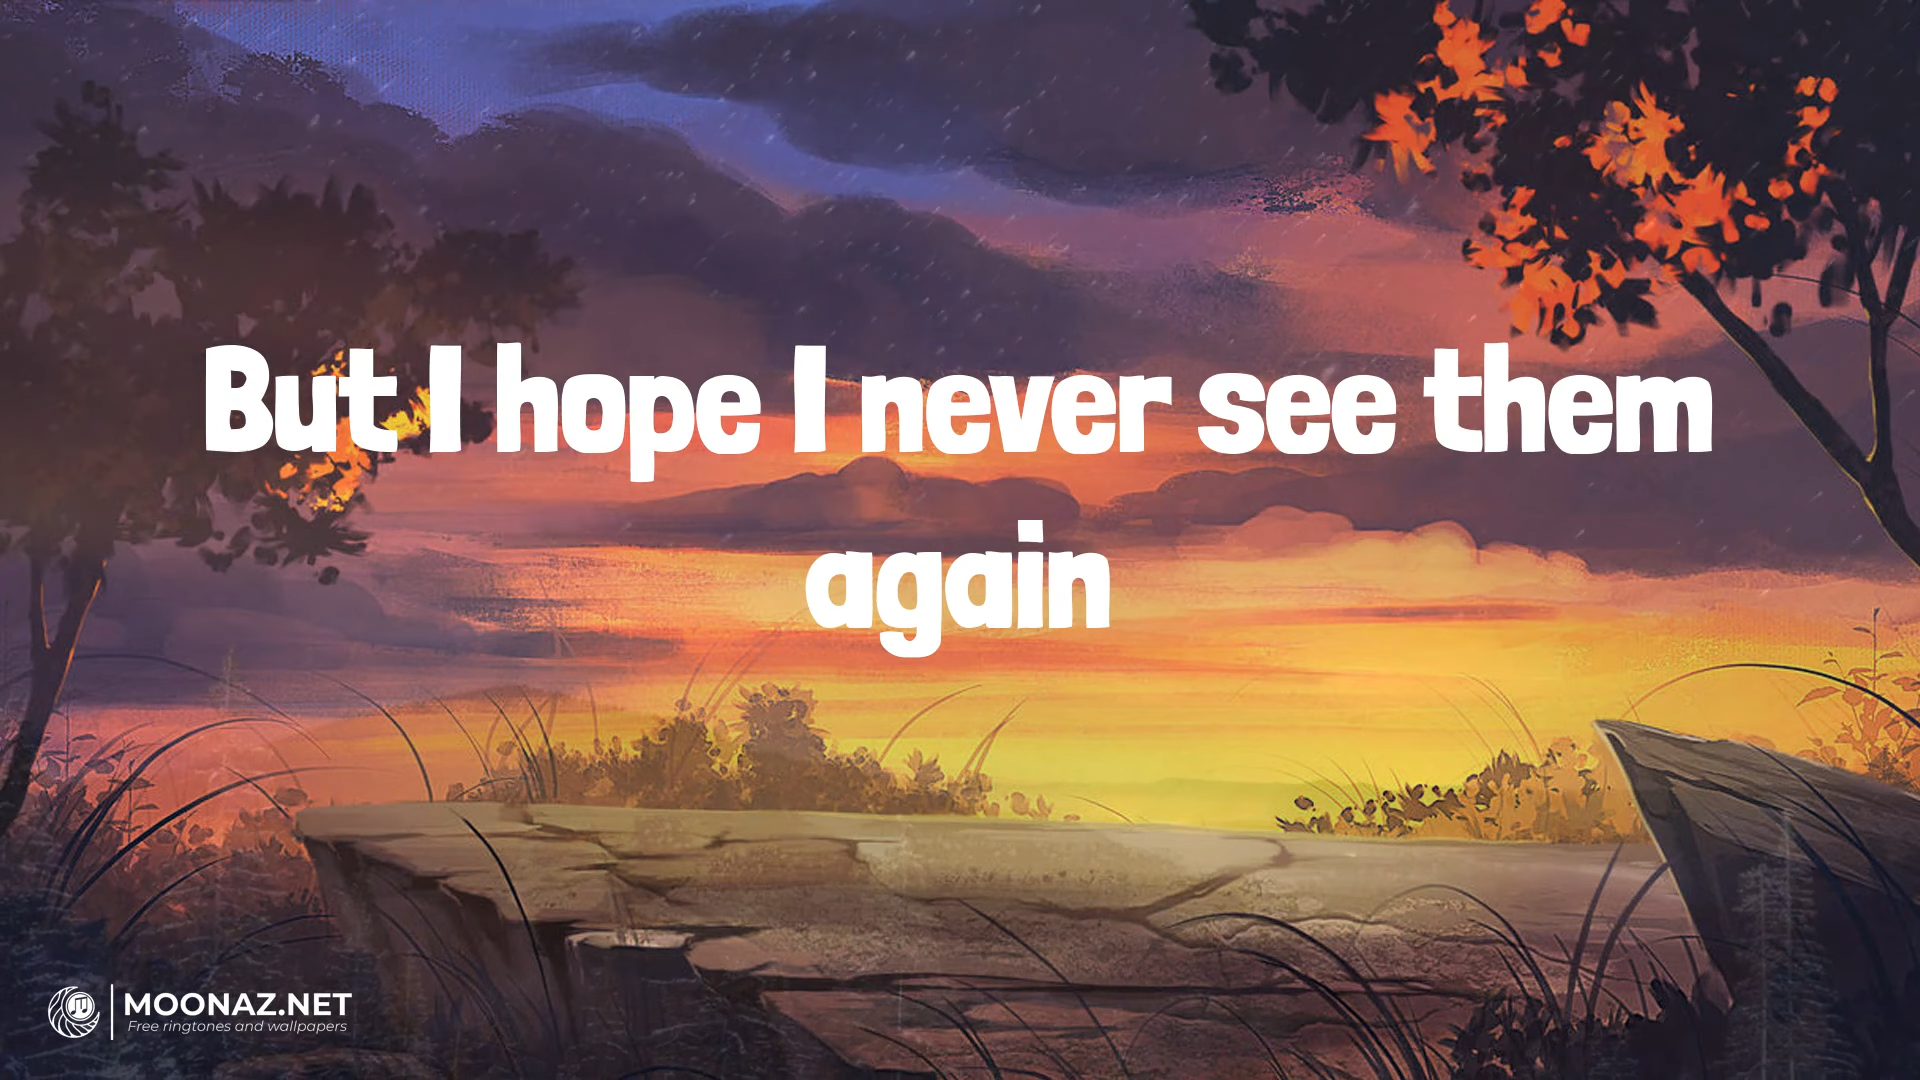 But I hope I never see them
again
MOONAZ.NET
Free ringtones and wallpapers